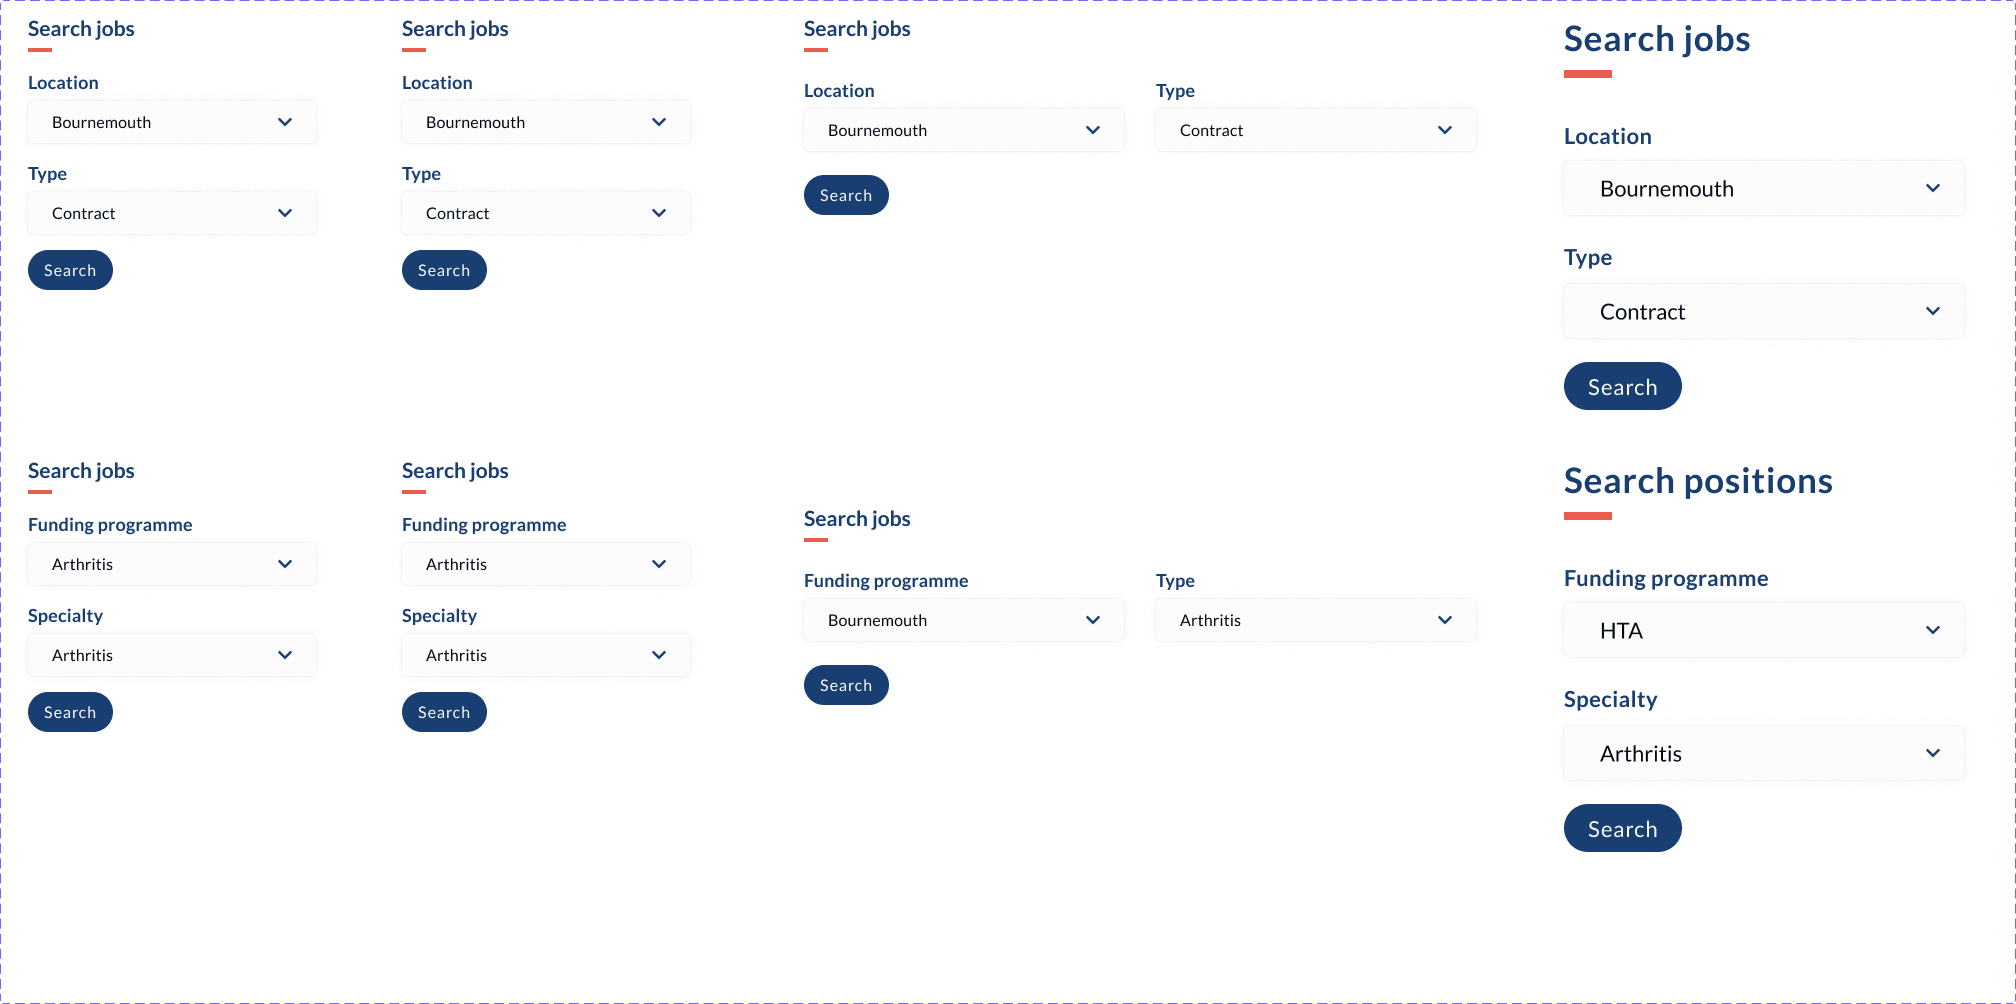 Search jobs
Location
Bournemouth
Type
Contract
Search
Search jobs
Location
Bournemouth
Type
Contract
Search
Search jobs
Location
Bournemouth
Type
Contract
Search
Search jobs
Location
Bournemouth
Type
Contract
Search
Search jobs
Funding programme
Arthritis
Specialty
Arthritis
Search
Search jobs
Funding programme
Arthritis
Specialty
Arthritis
Search
Search jobs
Funding programme
Bournemouth
Type
Arthritis
Search
Search positions
Funding programme
HTA
Specialty
Arthritis
Search